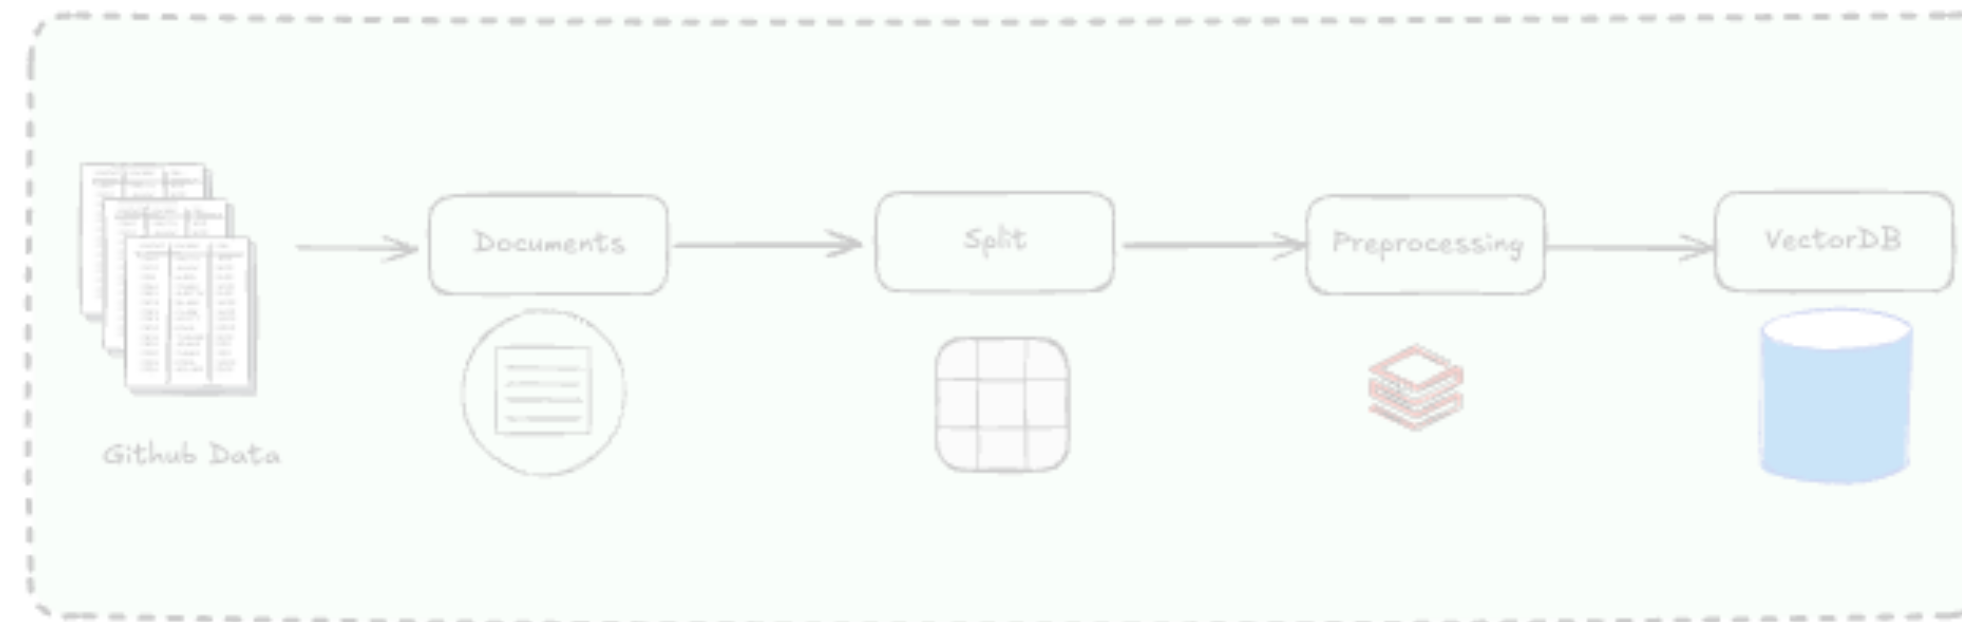 Documents
Split
Preprocessing
VectorDB
Github Data